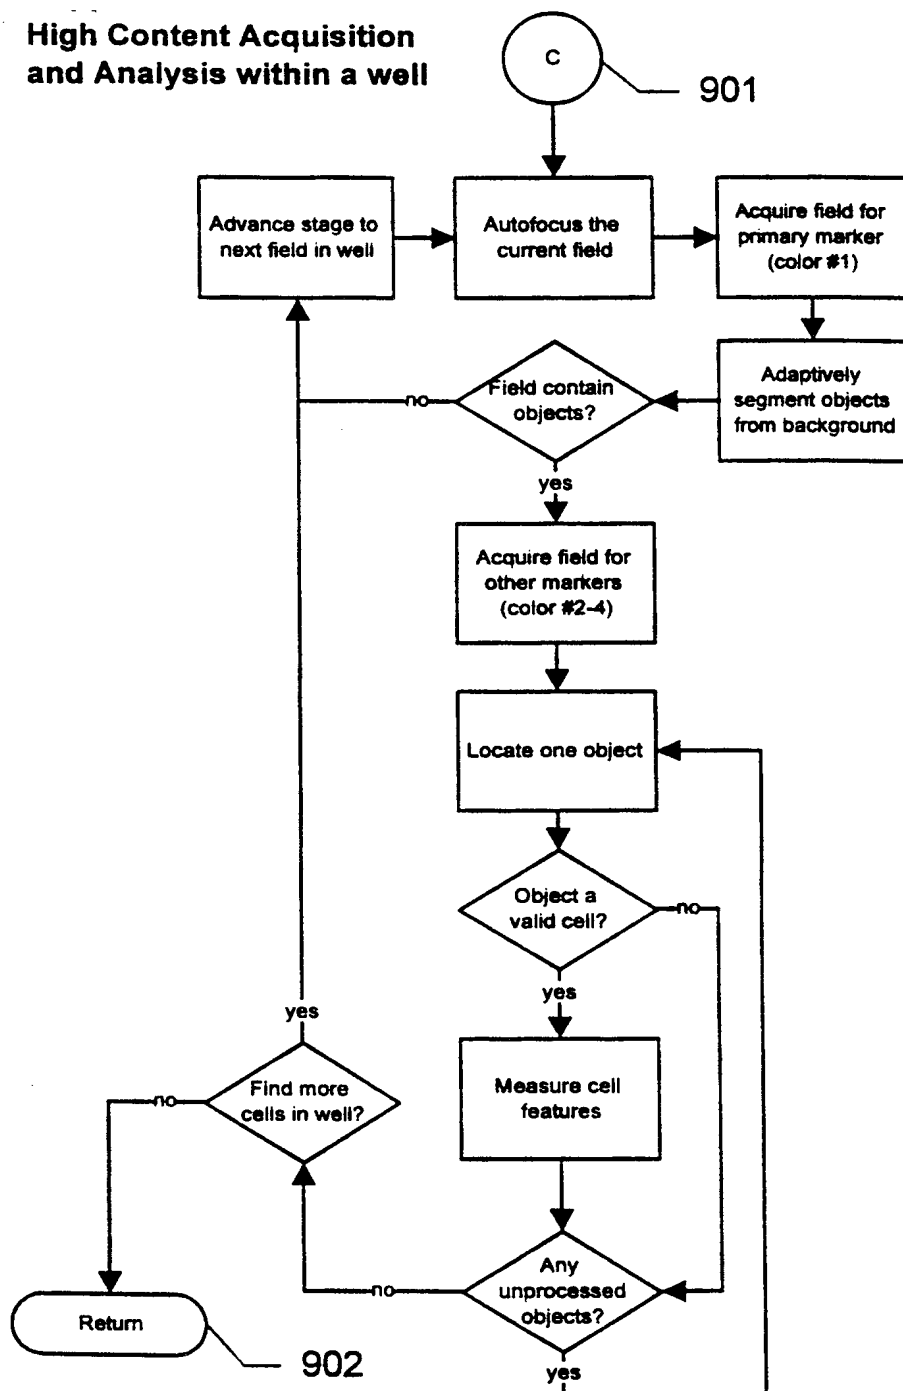 High Content Acquisition
and Analysis within a well
C
901
Advance stage to
next field in well
Autofocus the
current field
Acquire field for
primary marker
(color #1)
Field contain
objects?
no
Adaptively
segment objects
from background
yes
Acquire field for
other markers
(color #2-4)
Locate one object
Object a
valid cell?
no
yes
Measure cell
features
yes
Find more
cells in well?
no
Any
unprocessed
objects?
no
yes
Return
902